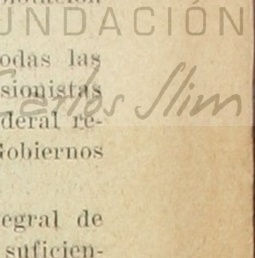 UNDACIÓN
odas las
Carlos Slim
sionistas
deral re-
Gobiernos
egral de
suficien-